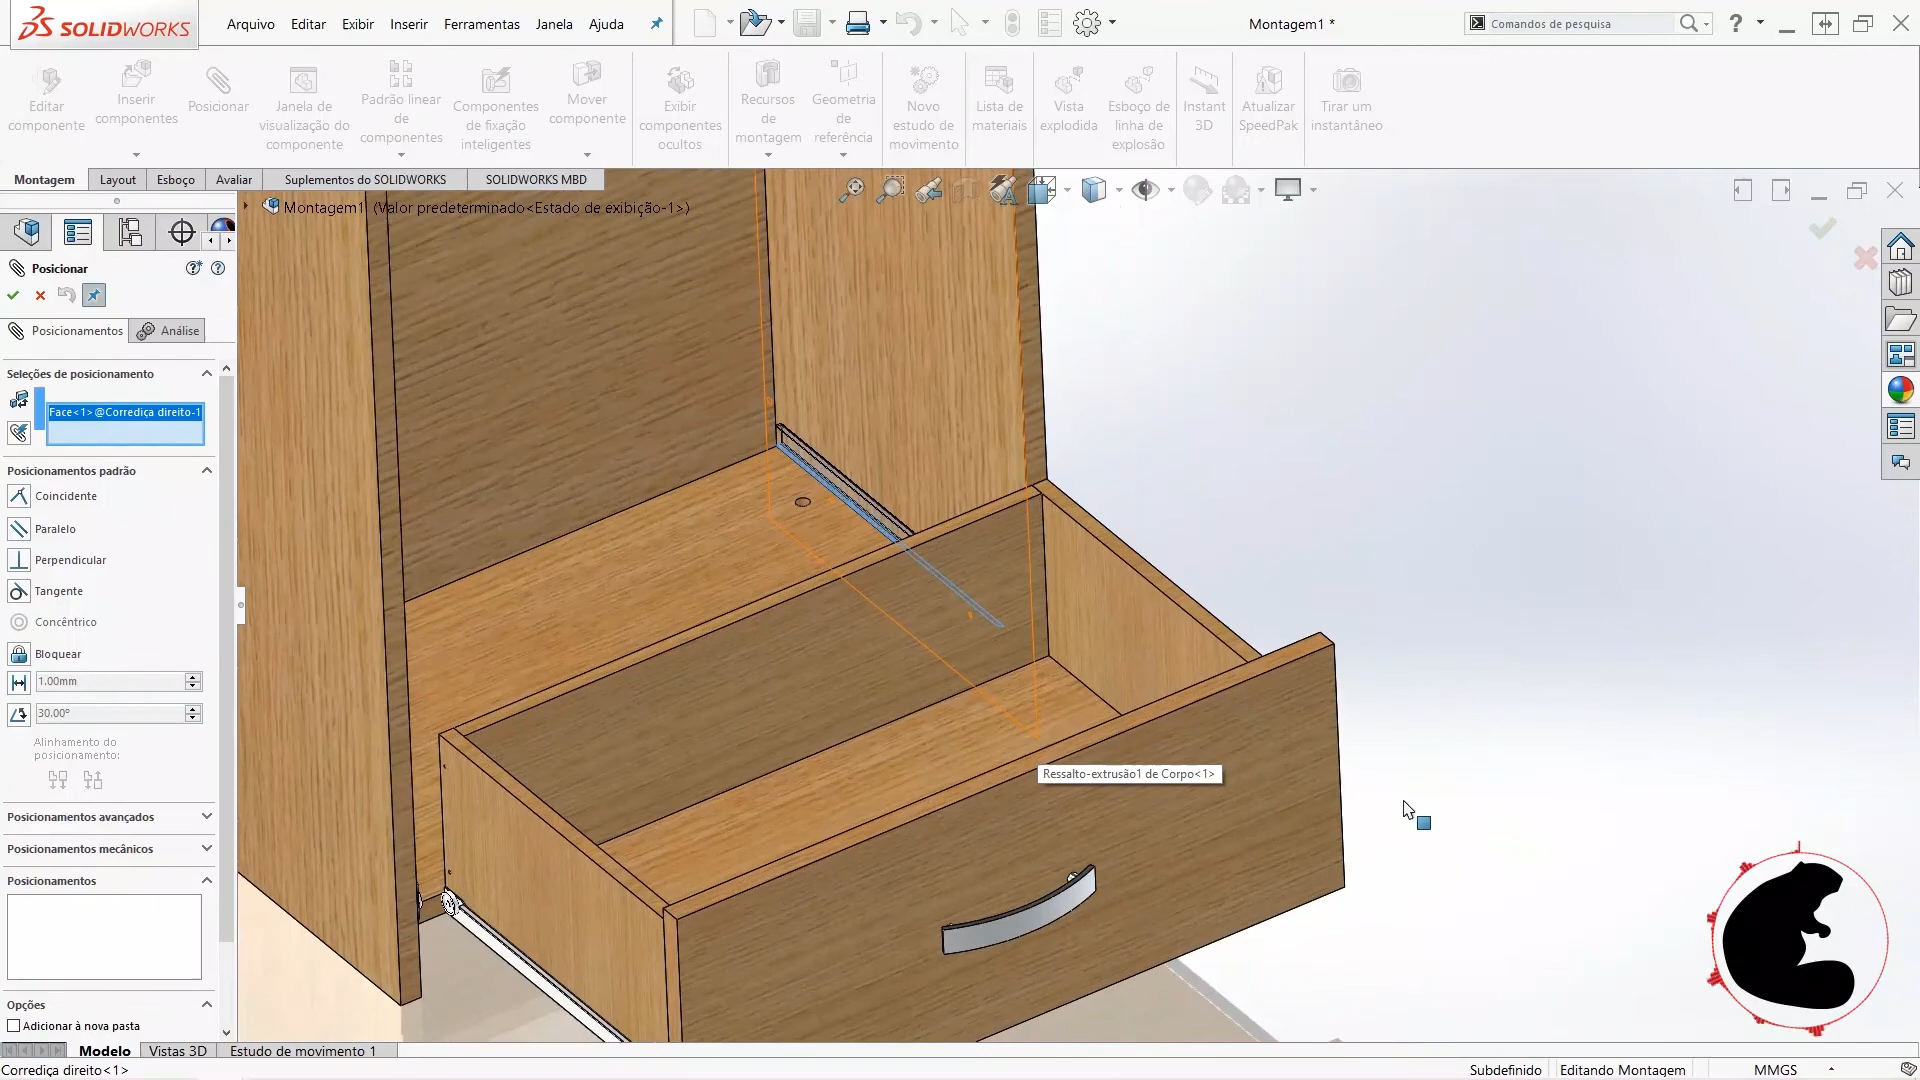 SOLIDWORKS
Arquivo Editar Exibir Inserir Ferramentas Janela Ajuda
Montagem1 *
Comandos de pesquisa
?
Editar componente
Inserir componentes
Posicionar
Janela de visualização do componente
Padrão linear de componentes
Componentes de fixação inteligentes
Mover componente
Exibir componentes ocultos
Recursos de montagem
Geometria de referência
Novo estudo de movimento
Lista de materiais
Vista explodida
Esboço de linha de explosão
Instant 3D
Atualizar SpeedPak
Tirar um instantâneo
Montagem Layout Esboço Avaliar Suplementos do SOLIDWORKS SOLIDWORKS MBD
Montagem1 (Valor predeterminado<Estado de exibição-1>)
Posicionar
Posicionamentos Análise
Seleções de posicionamento
Face<1>@Corrediça direito-1
Posicionamentos padrão
Coincidente
Paralelo
Perpendicular
Tangente
Concêntrico
Bloquear
1.00mm
30.00°
Alinhamento do
posicionamento:
Posicionamentos avançados
Posicionamentos mecânicos
Posicionamentos
Opções
Adicionar à nova pasta
Ressalto-extrusão1 de Corpo<1>
Modelo Vistas 3D Estudo de movimento 1
Corrediça direito<1>
Subdefinido Editando Montagem MMGS